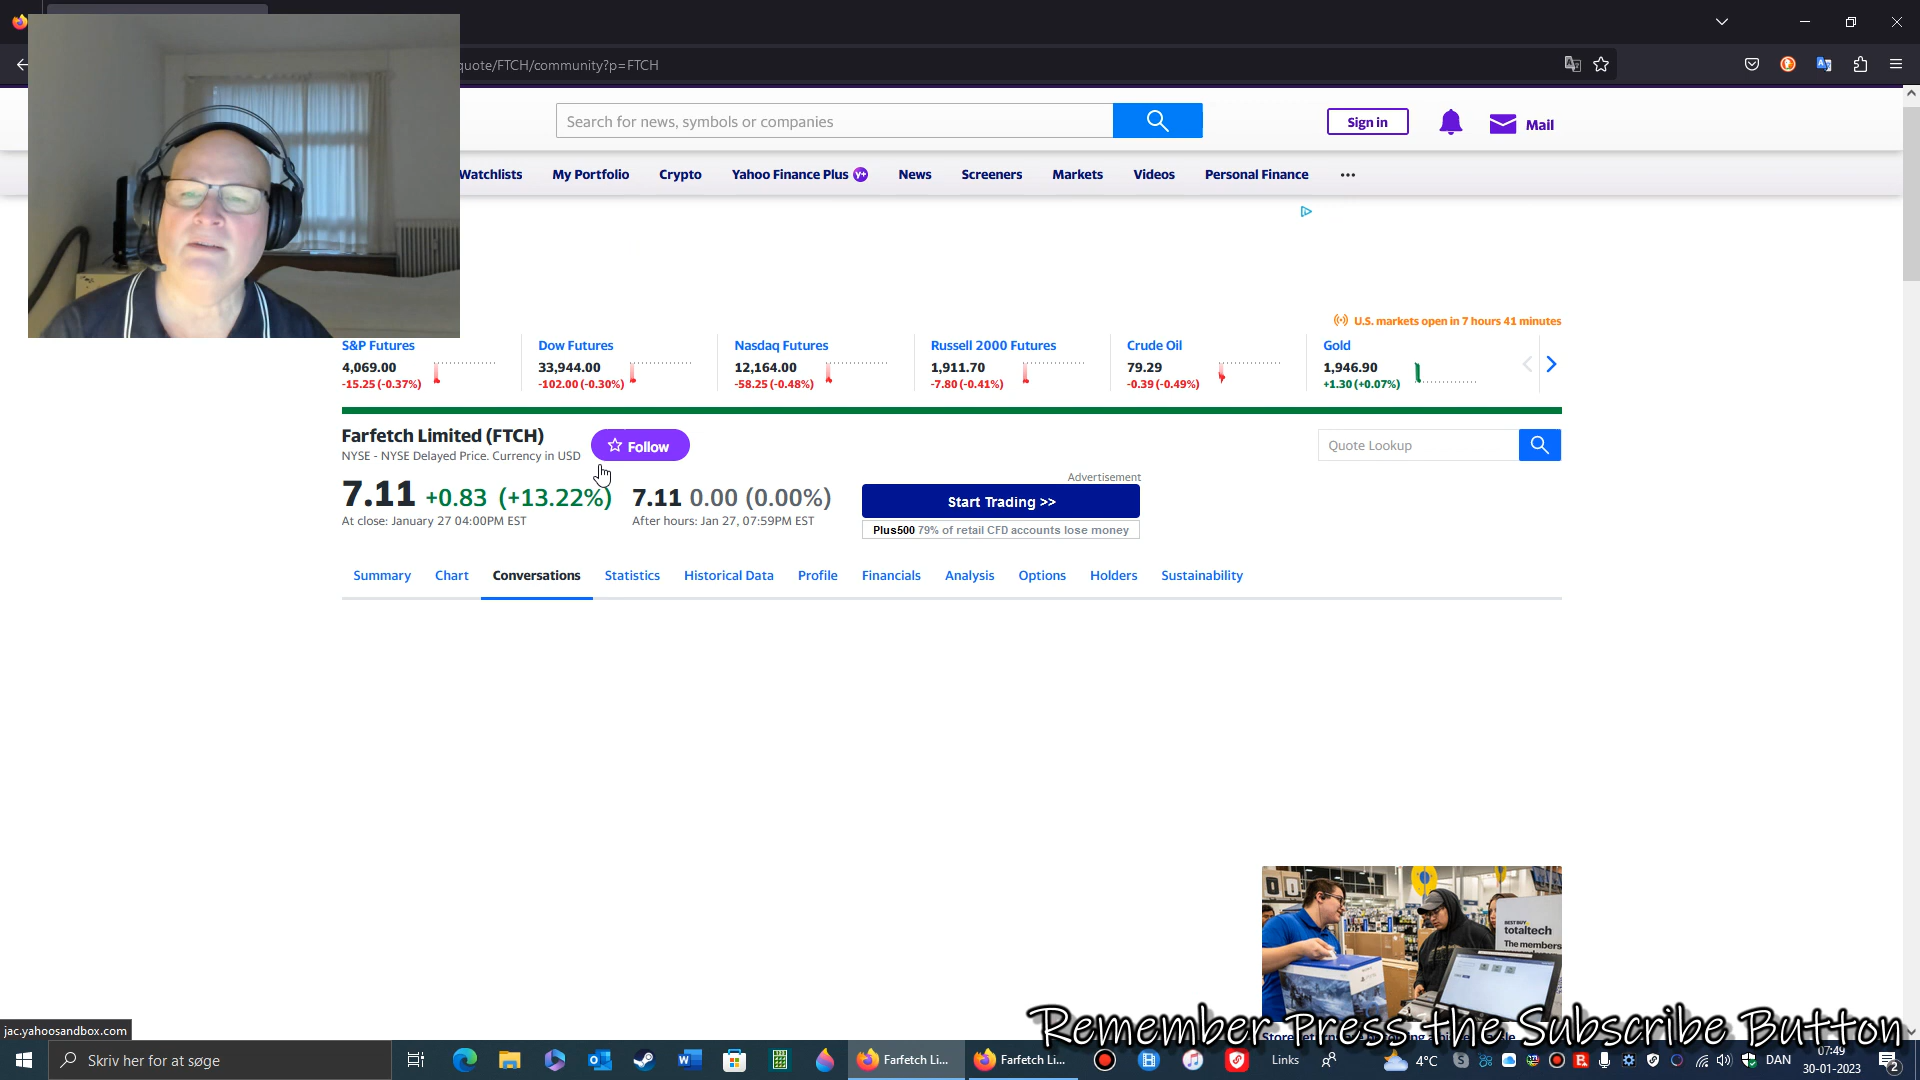 quote/FTCH/community?p=FTCH
Search for news, symbols or companies
Sign in
Mail
Watchlists
My Portfolio
Crypto
Yahoo Finance Plus
News
Screeners
Markets
Videos
Personal Finance
U.S. markets open in 7 hours 41 minutes
S&P Futures
4,069.00
-15.25 (-0.37%)
Dow Futures
33,944.00
-102.00 (-0.30%)
Nasdaq Futures
12,164.00
-58.25 (-0.48%)
Russell 2000 Futures
1,911.70
-7.80 (-0.41%)
Crude Oil
79.29
-0.39 (-0.49%)
Gold
1,946.90
+1.30 (+0.07%)
Farfetch Limited (FTCH)
NYSE - NYSE Delayed Price. Currency in USD
Follow
Quote Lookup
7.11 +0.83 (+13.22%)
At close: January 27 04:00PM EST
7.11 0.00 (0.00%)
After hours: Jan 27, 07:59PM EST
Advertisement
Start Trading >>
Plus500 79% of retail CFD accounts lose money
Summary
Chart
Conversations
Statistics
Historical Data
Profile
Financials
Analysis
Options
Holders
Sustainability
BEST BUY
totaltech
The members
Remember Press the Subscribe Button
jac.yahoosandbox.com
Skriv her for at søge
Farfetch Li...
Farfetch Li...
Links
4°C
DAN
07:49
30-01-2023
2